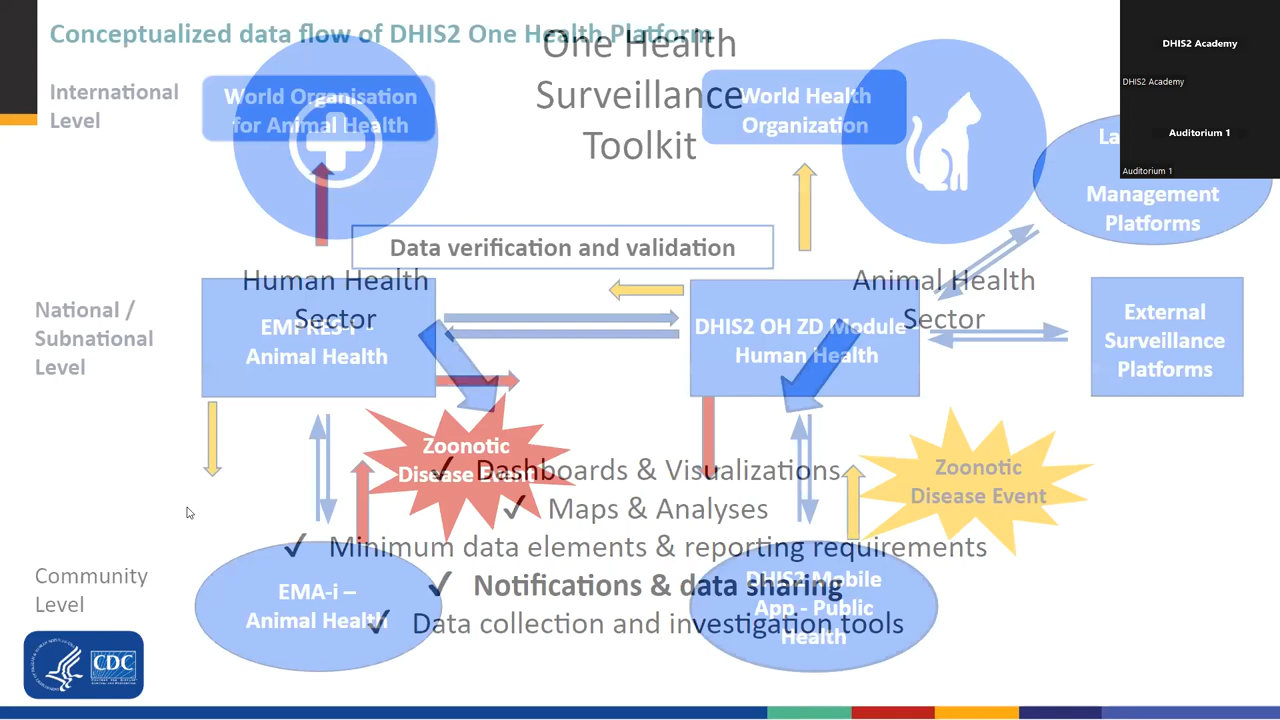 Conceptualized data flow of DHIS2 One Health Platform
One Health
Surveillance
Toolkit
DHIS2 Academy
DHIS2 Academy
Auditorium 1
Auditorium 1
International
Level
World Organisation
for Animal Health
World Health
Organization
La
Management
Platforms
Data verification and validation
Human Health
Sector
Animal Health
Sector
National /
Subnational
Level
EMPRES-i -
Animal Health
DHIS2 OH ZD Module
Human Health
External
Surveillance
Platforms
Zoonotic
Disease Event
Zoonotic
Disease Event
✓ Dashboards & Visualizations
✓ Maps & Analyses
✓ Minimum data elements & reporting requirements
✓ Notifications & data sharing
✓ Data collection and investigation tools
Community
Level
EMA-i –
Animal Health
DHIS2 Mobile
App - Public
Health
CDC